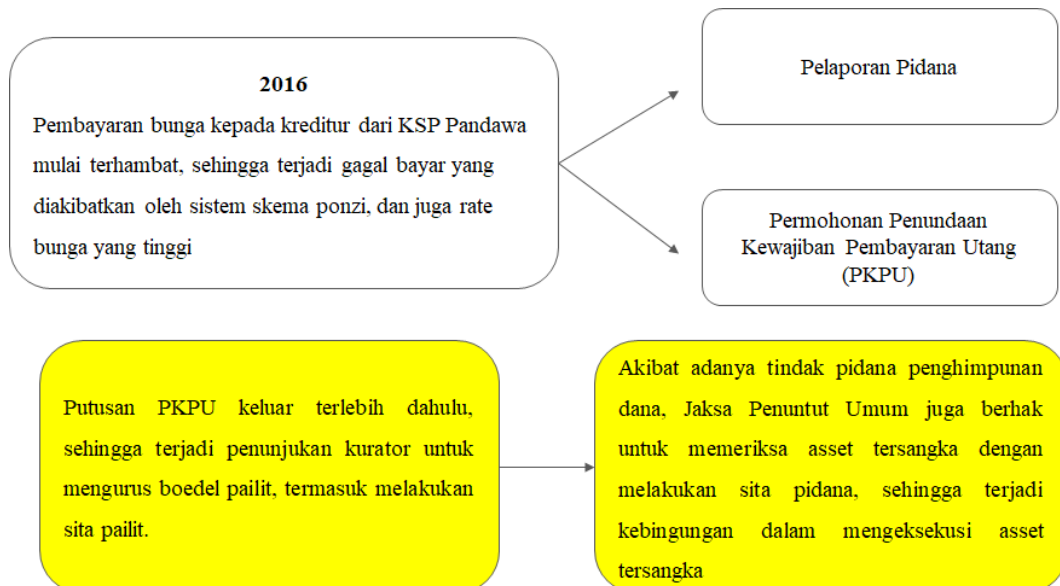 2016
Pembayaran bunga kepada kreditur dari KSP Pandawa
mulai terhambat, sehingga terjadi gagal bayar yang
diakibatkan oleh sistem skema ponzi, dan juga rate
bunga yang tinggi
Pelaporan Pidana
Permohonan Penundaan
Kewajiban Pembayaran Utang
(PKPU)
Putusan PKPU keluar terlebih dahulu,
sehingga terjadi penunjukan kurator untuk
mengurus boedel pailit, termasuk melakukan
sita pailit.
Akibat adanya tindak pidana penghimpunan
dana, Jaksa Penuntut Umum juga berhak
untuk memeriksa asset tersangka dengan
melakukan sita pidana, sehingga terjadi
kebingungan dalam mengeksekusi asset
tersangka